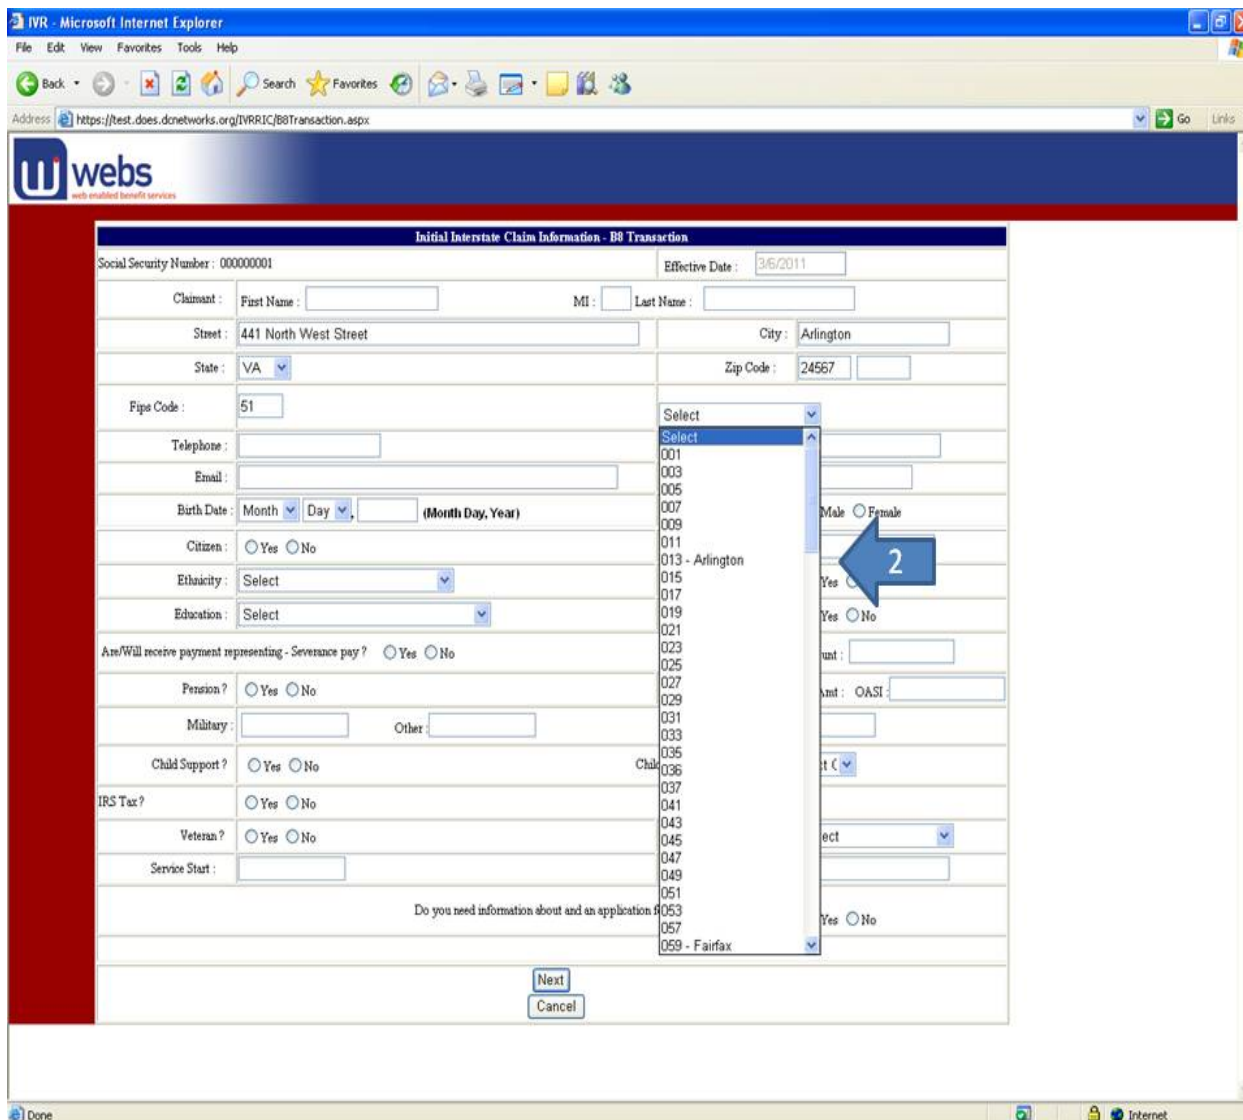 IVR - Microsoft Internet Explorer
File Edit View Favorites Tools Help
Back Search Favorites
Address https://test.does.dcnetworks.org/IVRRIC/B8Transaction.aspx Go Links
webs
web enabled benefit services
Initial Interstate Claim Information - B8 Transaction
Social Security Number : 000000001 Effective Date : 3/6/2011
Claimant : First Name : MI : Last Name :
Street : 441 North West Street City : Arlington
State : VA Zip Code : 24567
Fips Code : 51 Select
Select
Telephone :
001
003
Email :
005
007
Birth Date : Month Day , (Month Day, Year) Male Female
009
011
Citizen : Yes No
013 - Arlington
2
015
Ethnicity : Select Yes
017
019
Education : Select Yes No
021
023
Are/Will receive payment representing - Severance pay ? Yes No unt :
025
027
Pension ? Yes No Amt : OASI :
029
031
Military : Other :
033
035
Child Support ? Yes No Chil t C
036
037
IRS Tax ? Yes No
041
043
Veteran ? Yes No ect
045
047
Service Start :
049
051
Do you need information about and an application f Yes No
053
057
059 - Fairfax
Next
Cancel
Done Internet